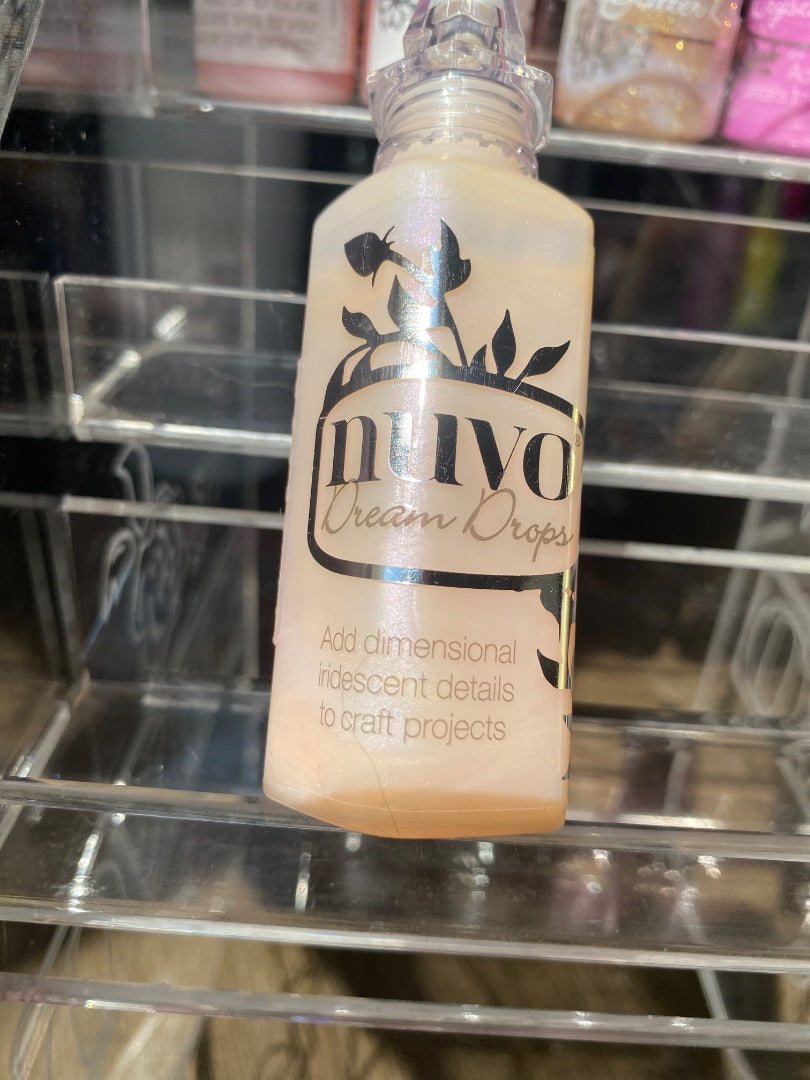 nuvo®
Dream Drops
Add dimensional
iridescent details
to craft projects